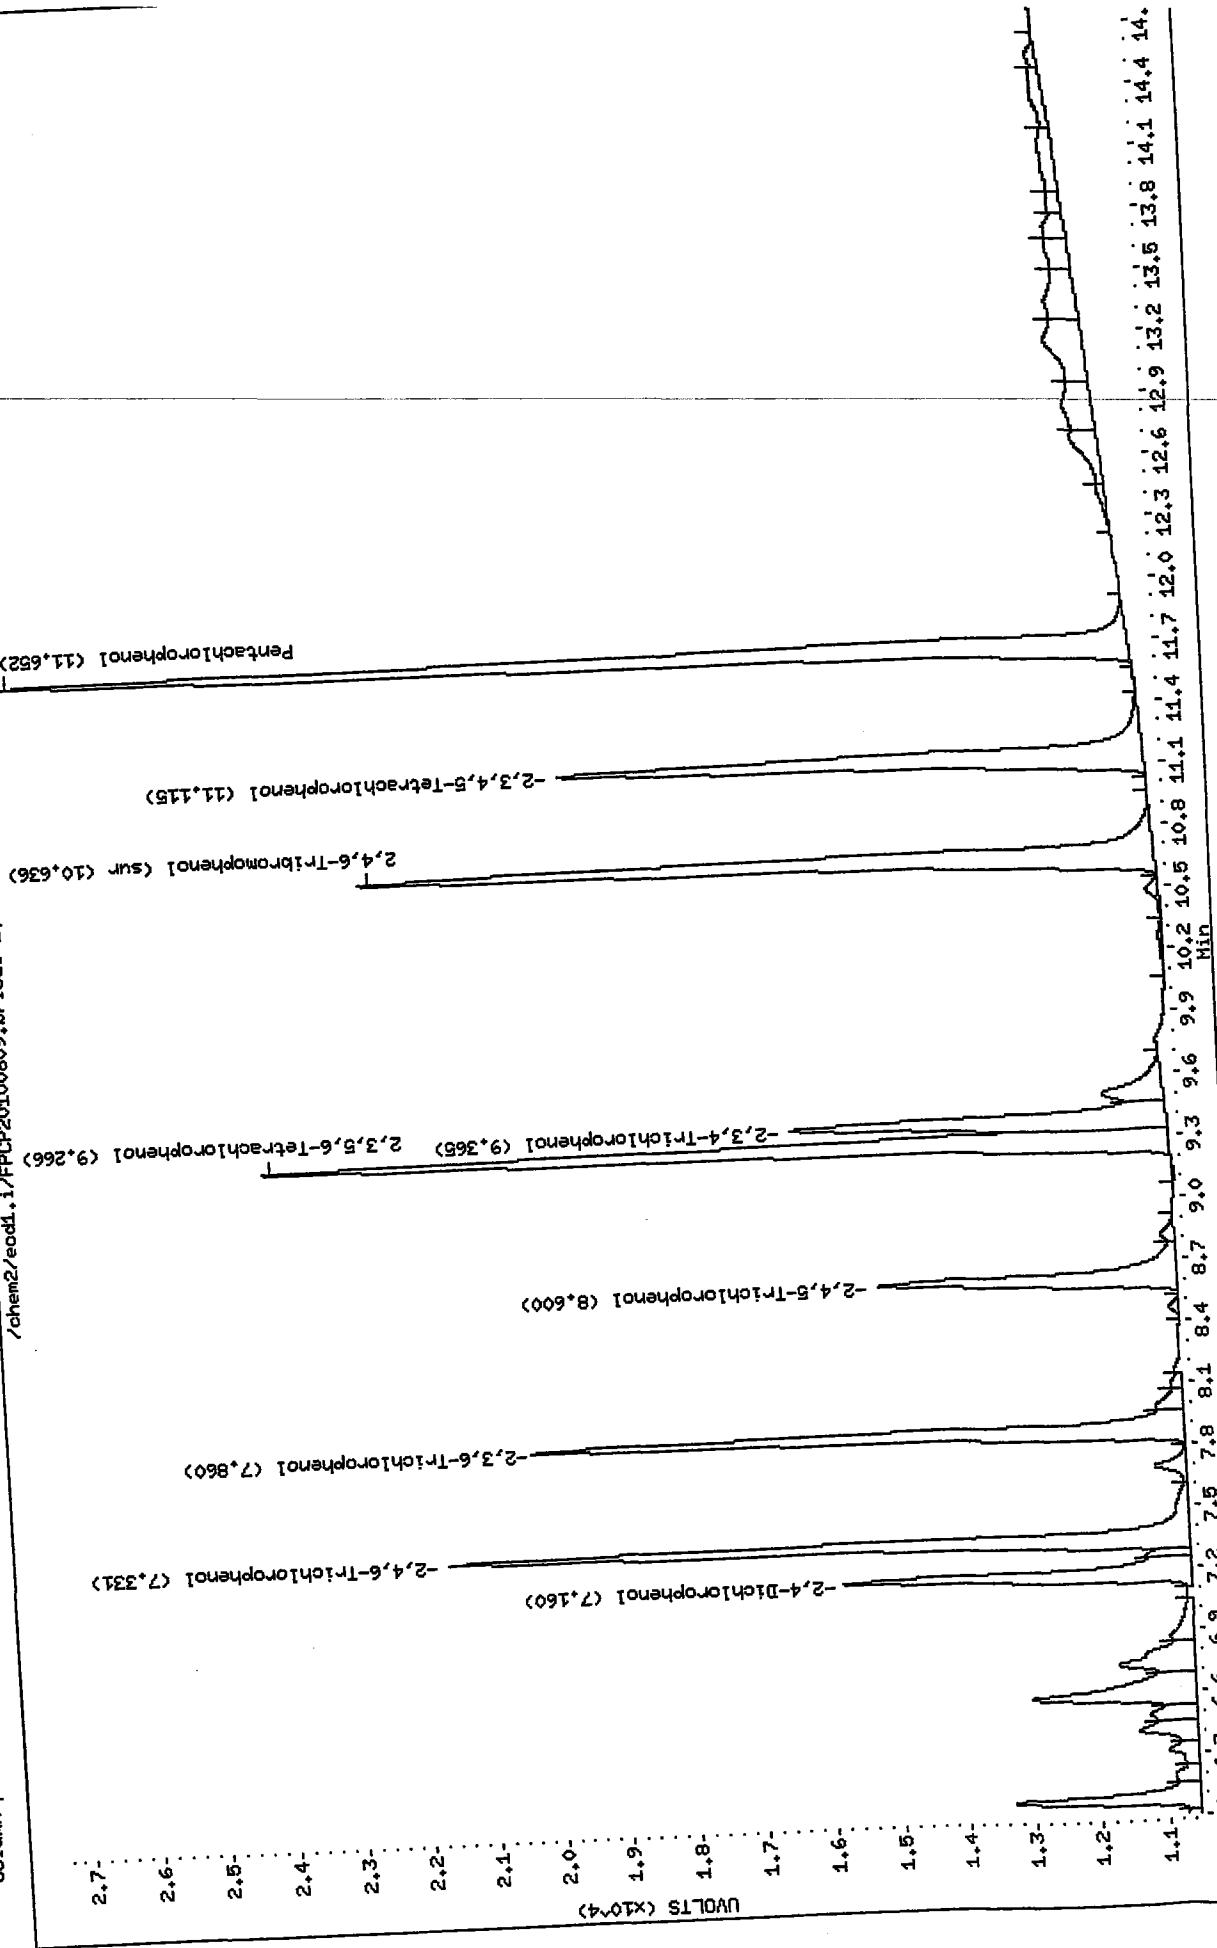 /chem2/eod1.i/FPCP20100809.b/
UVOLTS (x10^4)
2.7
2.6
2.5
2.4
2.3
2.2
2.1
2.0
1.9
1.8
1.7
1.6
1.5
1.4
1.3
1.2
1.1
-2,4-Dichlorophenol (7.160)
-2,4,6-Trichlorophenol (7.331)
-2,3,6-Trichlorophenol (7.860)
-2,4,5-Trichlorophenol (8.600)
2,3,5,6-Tetrachlorophenol (9.266)
-2,3,4-Trichlorophenol (9.365)
2,4,6-Tribromophenol (sur (10.636)
-2,3,4,5-Tetrachlorophenol (11.115)
Pentachlorophenol (11.652)
6.6 6.9 7.2 7.5 7.8 8.1 8.4 8.7 9.0 9.3 9.6 9.9 10.2 10.5 10.8 11.1 11.4 11.7 12.0 12.3 12.6 12.9 13.2 13.5 13.8 14.1 14.4 14.
Min